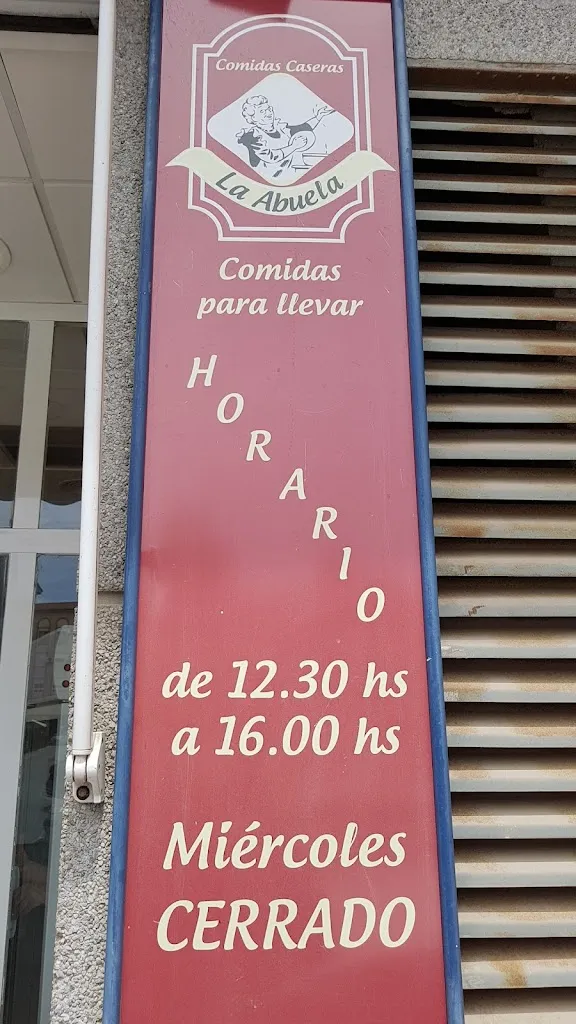 Comidas Caseras
La Abuela
Comidas
para llevar
HORARIO
de 12.30 hs
a 16.00 hs
Miércoles
CERRADO